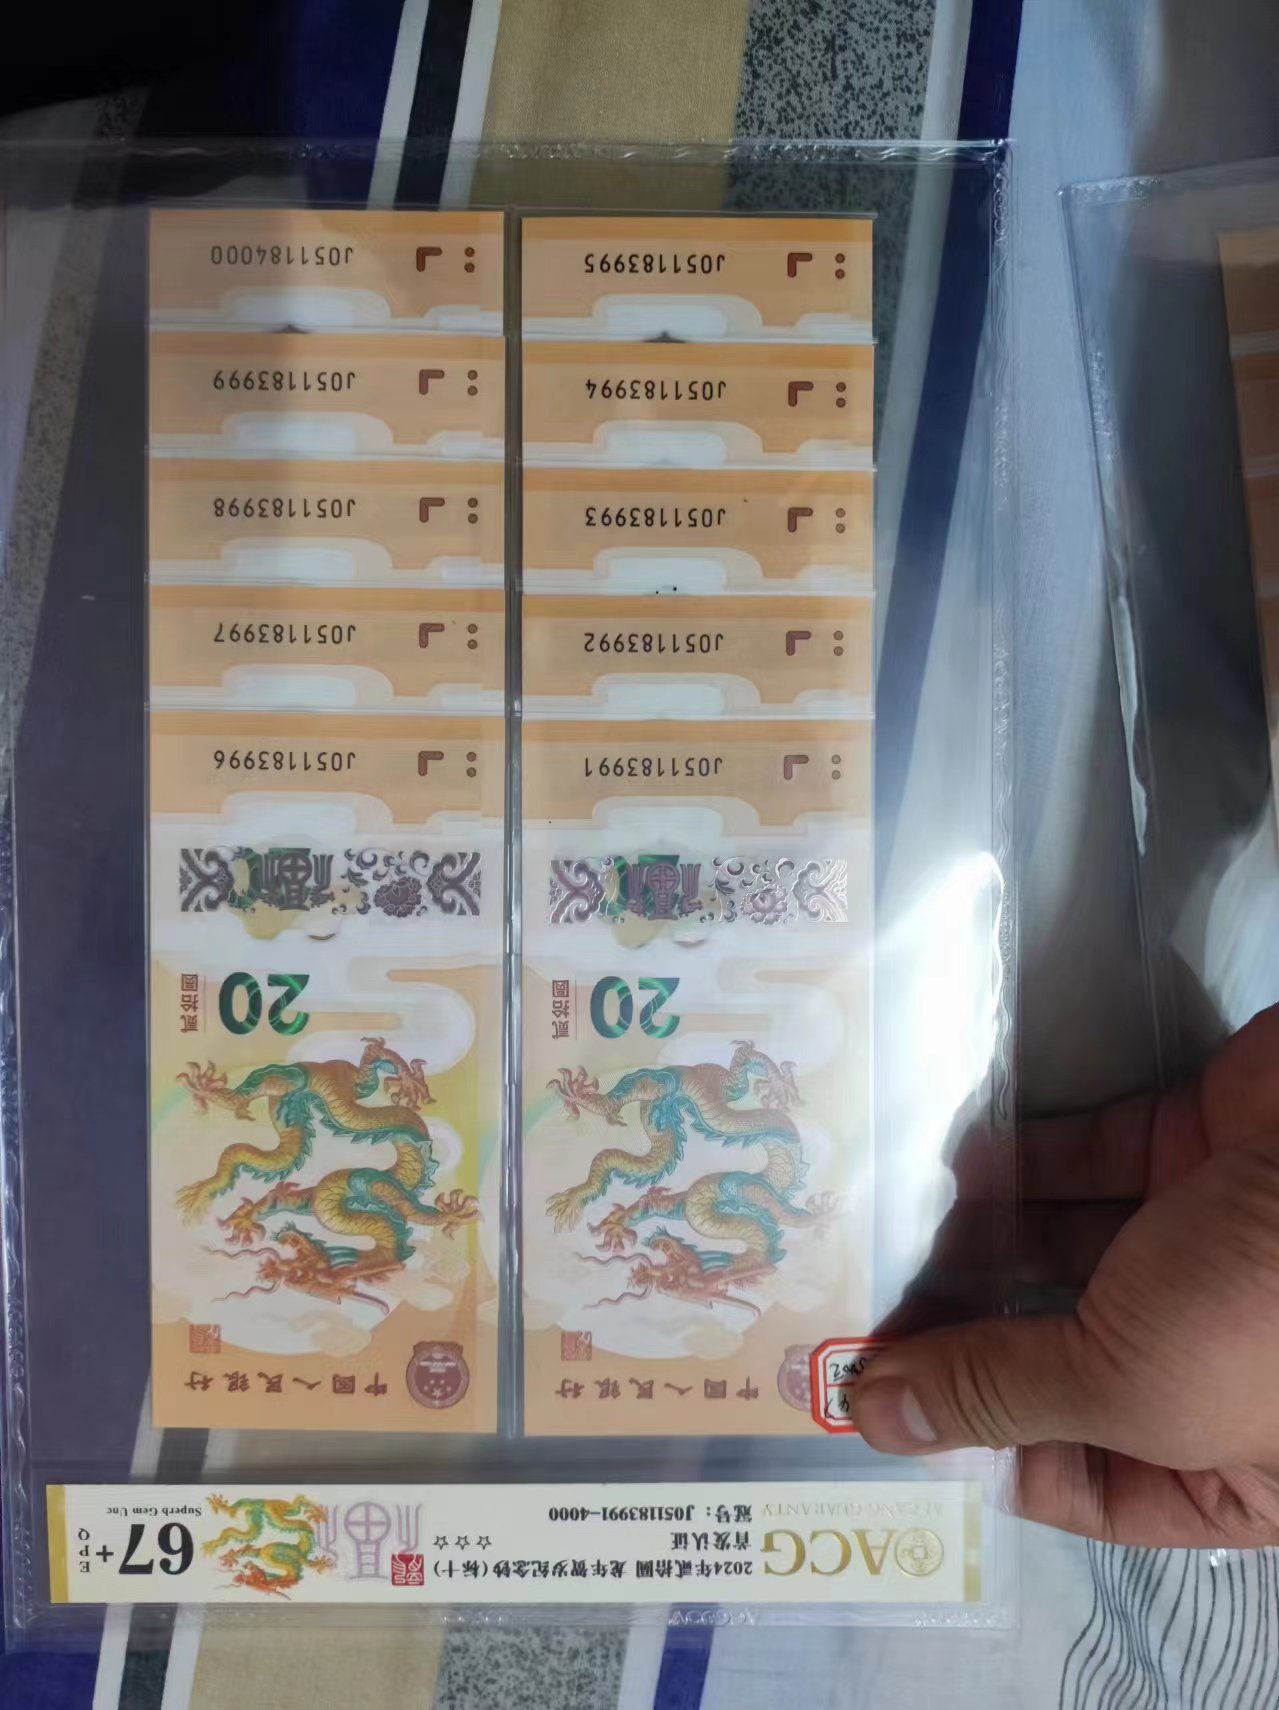 ACG
AI CANG GUARANTY
2024年贰拾圆 龙年贺岁纪念钞(标十)
首发认证 ☆☆☆
冠号：J051183991-4000
67+
EPQ
Superb Gem Unc
中国人民银行
20
贰拾圆
J051183996
J051183997
J051183998
J051183999
J051184000
中国人民银行
20
贰拾圆
J051183991
J051183992
J051183993
J051183994
J051183995